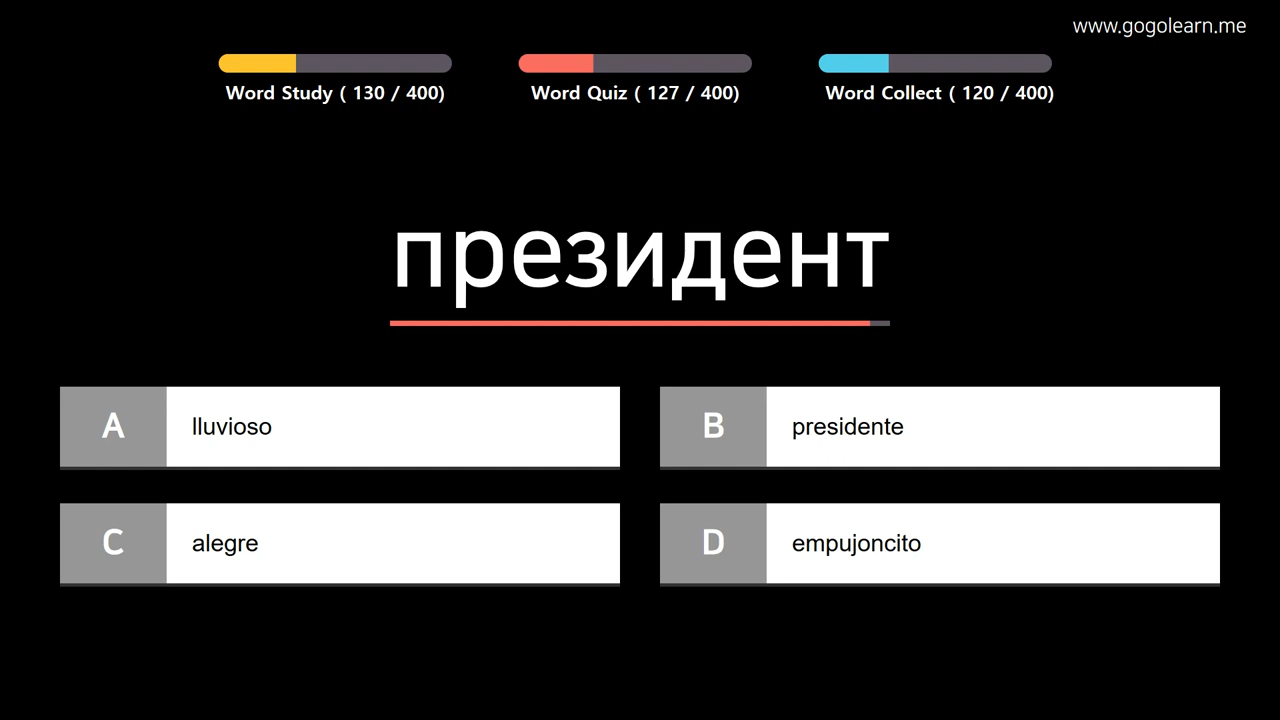 www.gogolearn.me
Word Study ( 130 / 400)
Word Quiz ( 127 / 400)
Word Collect ( 120 / 400)
президент
A lluvioso
B presidente
C alegre
D empujoncito